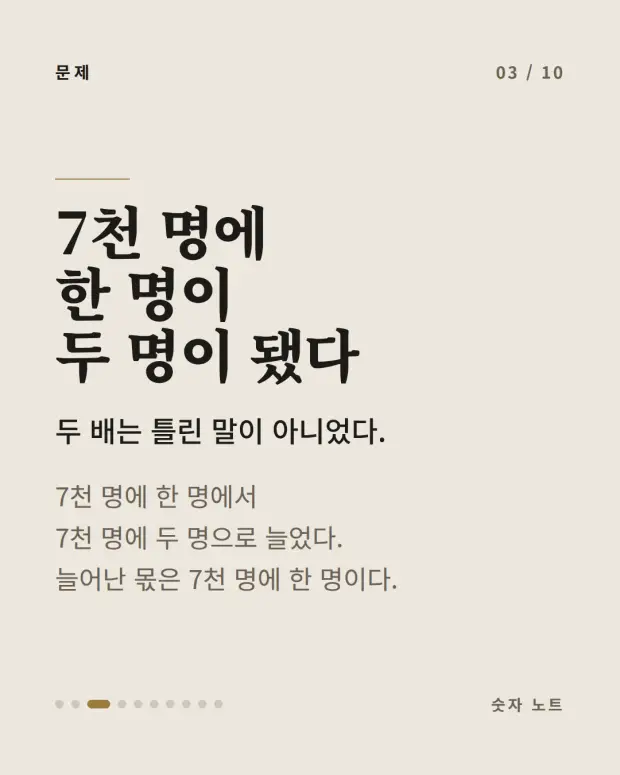 문제
03 / 10
7천 명에
한 명이
두 명이 됐다
두 배는 틀린 말이 아니었다.
7천 명에 한 명에서
7천 명에 두 명으로 늘었다.
늘어난 몫은 7천 명에 한 명이다.
숫자 노트